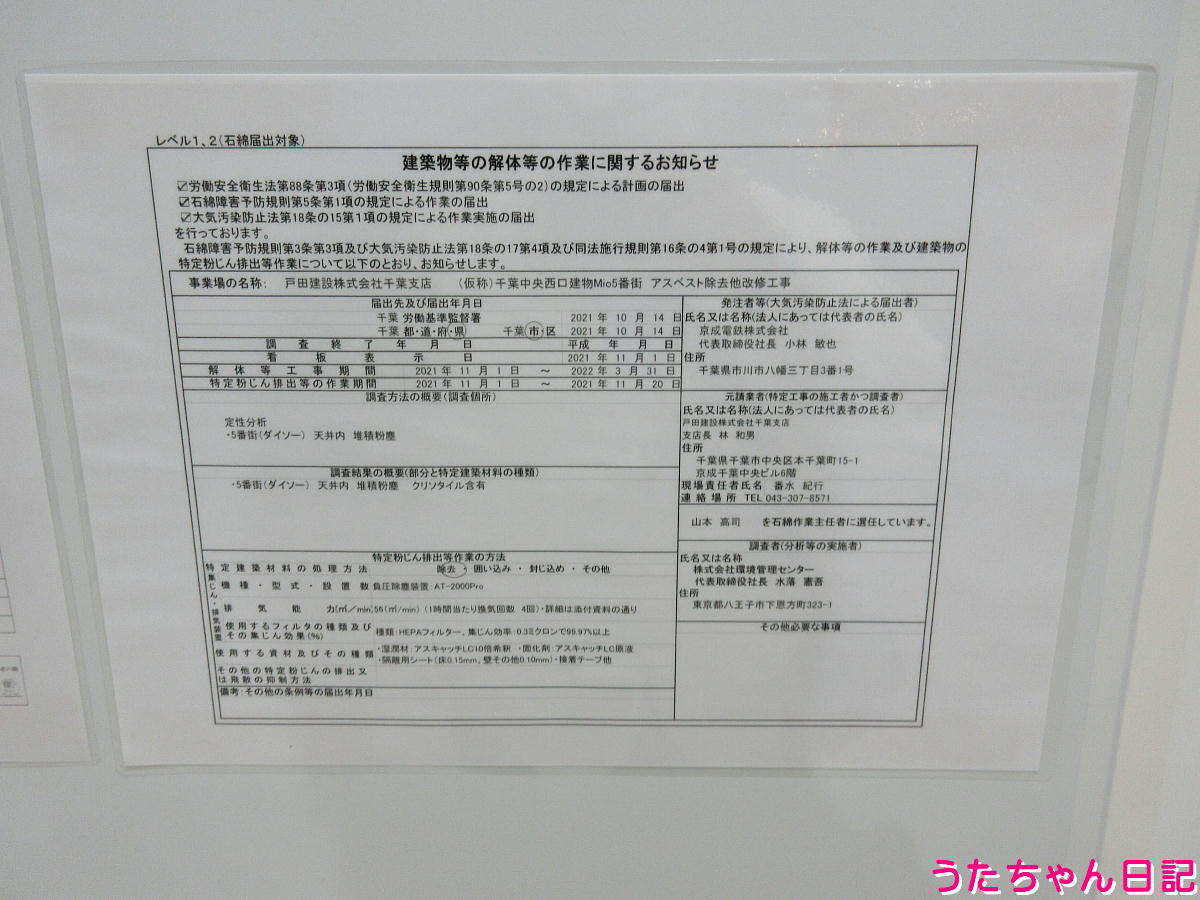 レベル1、2(石綿届出対象)
建築物等の解体等の作業に関するお知らせ
☑労働安全衛生法第88条第3項(労働安全衛生規則第90条第5号の2)の規定による計画の届出
☑石綿障害予防規則第5条第1項の規定による作業の届出
☑大気汚染防止法第18条の15第1項の規定による作業実施の届出
を行っております。
石綿障害予防規則第3条第3項及び大気汚染防止法第18条の17第4項及び同法施行規則第16条の4第1号の規定により、解体等の作業及び建築物の
特定粉じん排出等作業について以下のとおり、お知らせします。
事業場の名称: 戸田建設株式会社千葉支店 (仮称)千葉中央西口建物Mio5番街 アスベスト除去他改修工事
届出先及び届出年月日
千葉 労働基準監督署 2021 年 10 月 14 日
千葉 都・道・府・県 千葉 市・区 2021 年 10 月 14 日
調査終了年月日 平成 年 月 日
看板表示日 2021 年 11 月 1 日
解体等工事期間 2021 年 11 月 1 日 ~ 2022 年 3 月 31 日
特定粉じん排出等の作業期間 2021 年 11 月 1 日 ~ 2021 年 11 月 20 日
調査方法の概要(調査個所)
定性分析
・5番街(ダイソー) 天井内 堆積粉塵
調査結果の概要(部分と特定建築材料の種類)
・5番街(ダイソー) 天井内 堆積粉塵 クリソタイル含有
特定粉じん排出等作業の方法
特定建築材料の処理方法 除去・囲い込み・封じ込め・その他
集じん・排気装置
機種・型式・設置数 負圧除塵装置:AT-2000Pro
排気能力(㎥/min) 56(㎥/min) (1時間当たり換気回数 4回)・詳細は添付資料の通り
使用するフィルタの種類及び
その集じん効果(%) 種類:HEPAフィルター、集じん効率:0.3ミクロンで99.97%以上
使用する資材及びその種類 ・湿潤材:アスキャッチLC10倍希釈 ・固化剤:アスキャッチLC原液
・隔離用シート(床0.15mm、壁その他0.10mm)・接着テープ他
その他の特定粉じんの排出又
は飛散の抑制方法
備考:その他の条例等の届出年月日
発注者等(大気汚染防止法による届出者)
氏名又は名称(法人にあっては代表者の氏名)
京成電鉄株式会社
代表取締役社長 小林 敏也
住所
千葉県市川市八幡三丁目3番1号
元請業者(特定工事の施工者かつ調査者)
氏名又は名称(法人にあっては代表者の氏名)
戸田建設株式会社千葉支店
支店長 林 和男
住所
千葉県千葉市中央区本千葉町15-1
京成千葉中央ビル6階
現場責任者氏名 番水 紀行
連絡場所 TEL 043-307-8571
山本 高司 を石綿作業主任者に選任しています。
調査者(分析等の実施者)
氏名又は名称
株式会社環境管理センター
代表取締役社長 水落 憲吾
住所
東京都八王子市下恩方町323-1
その他必要な事項
うたちゃん日記